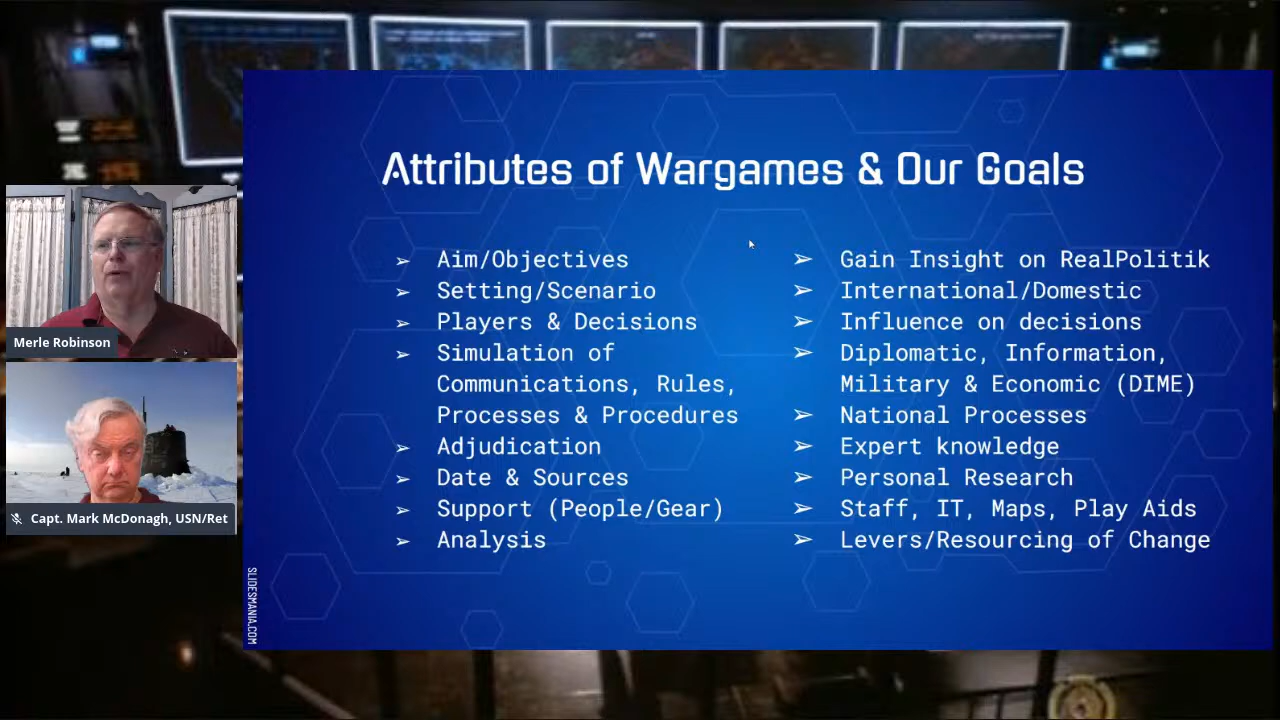 Attributes of Wargames & Our Goals
➢ Aim/Objectives
➢ Setting/Scenario
➢ Players & Decisions
➢ Simulation of
Communications, Rules,
Processes & Procedures
➢ Adjudication
➢ Date & Sources
➢ Support (People/Gear)
➢ Analysis
➢ Gain Insight on RealPolitik
➢ International/Domestic
➢ Influence on decisions
➢ Diplomatic, Information,
Military & Economic (DIME)
➢ National Processes
➢ Expert knowledge
➢ Personal Research
➢ Staff, IT, Maps, Play Aids
➢ Levers/Resourcing of Change
Merle Robinson
Capt. Mark McDonagh, USN/Ret
SLIDESMANIA.COM